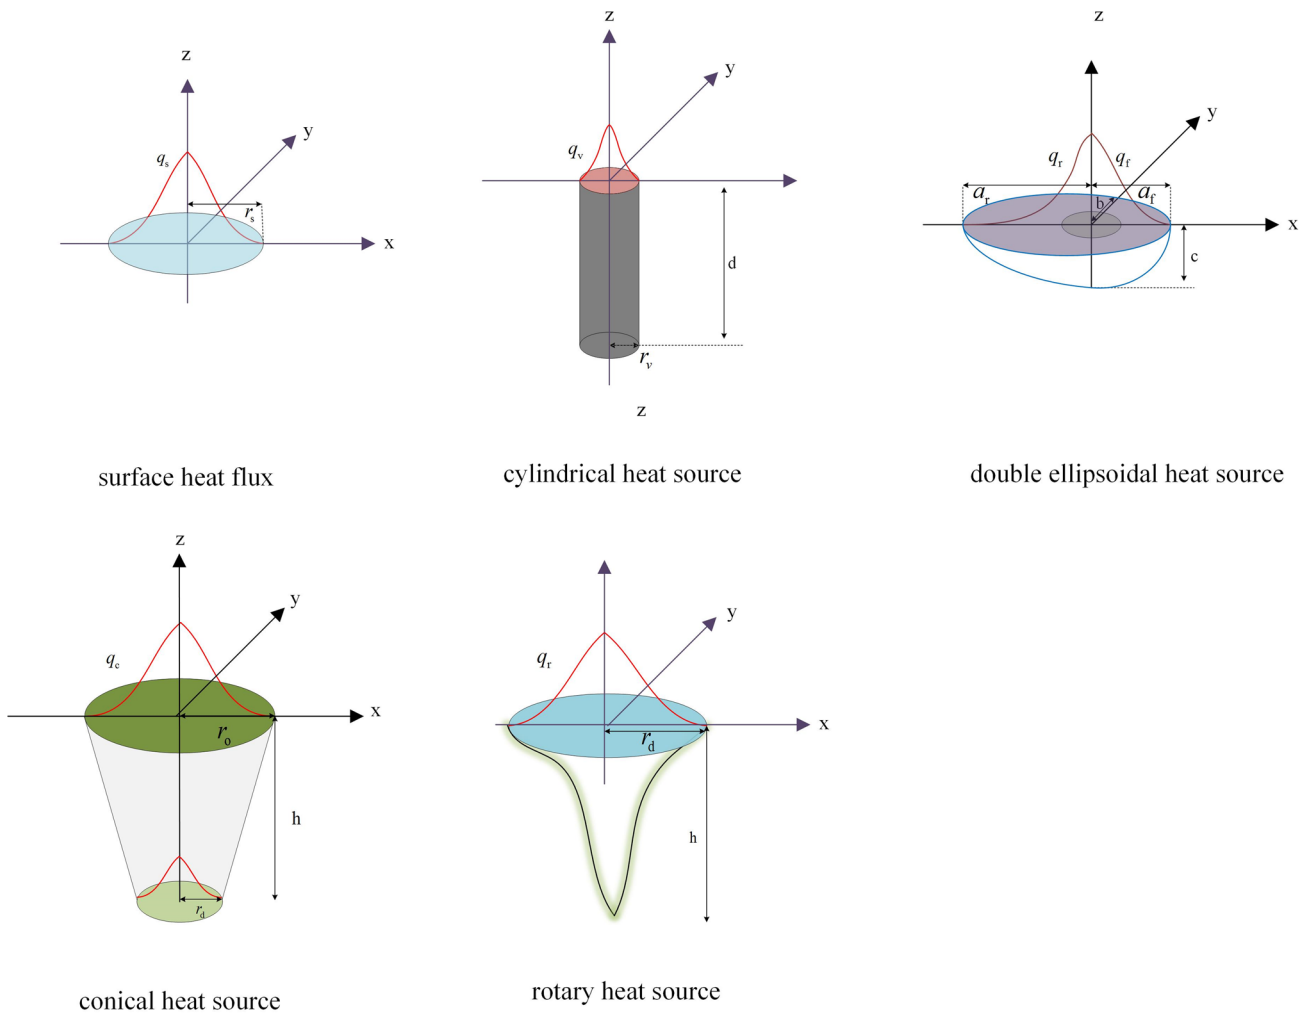 z
y
q_s
r_s
x
surface heat flux
z
y
q_v
d
r_v
z
cylindrical heat source
z
y
q_r
q_f
a_r
a_f
b
x
c
double ellipsoidal heat source
z
y
q_c
x
r_o
h
r_d
conical heat source
y
q_r
x
r_d
h
rotary heat source